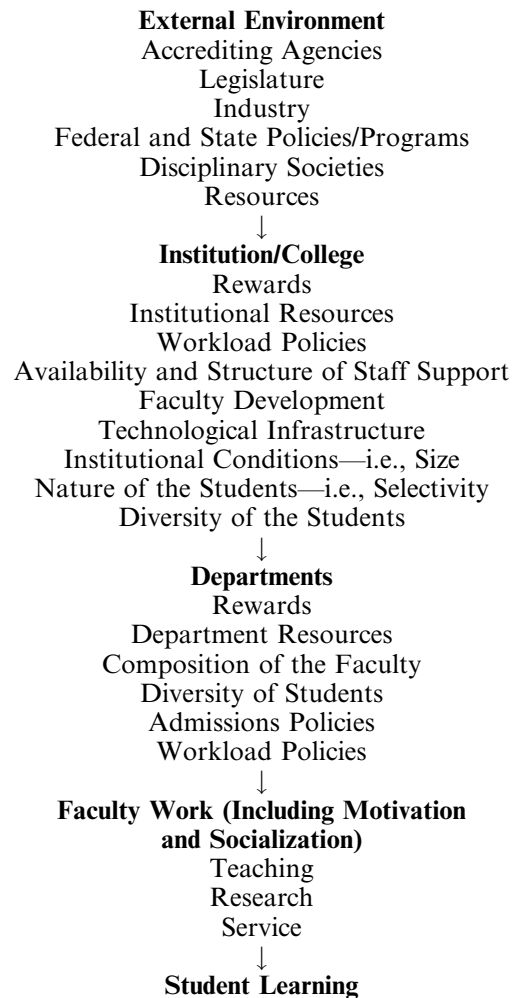 External Environment
Accrediting Agencies
Legislature
Industry
Federal and State Policies/Programs
Disciplinary Societies
Resources
↓
Institution/College
Rewards
Institutional Resources
Workload Policies
Availability and Structure of Staff Support
Faculty Development
Technological Infrastructure
Institutional Conditions—i.e., Size
Nature of the Students—i.e., Selectivity
Diversity of the Students
↓
Departments
Rewards
Department Resources
Composition of the Faculty
Diversity of Students
Admissions Policies
Workload Policies
↓
Faculty Work (Including Motivation
and Socialization)
Teaching
Research
Service
↓
Student Learning